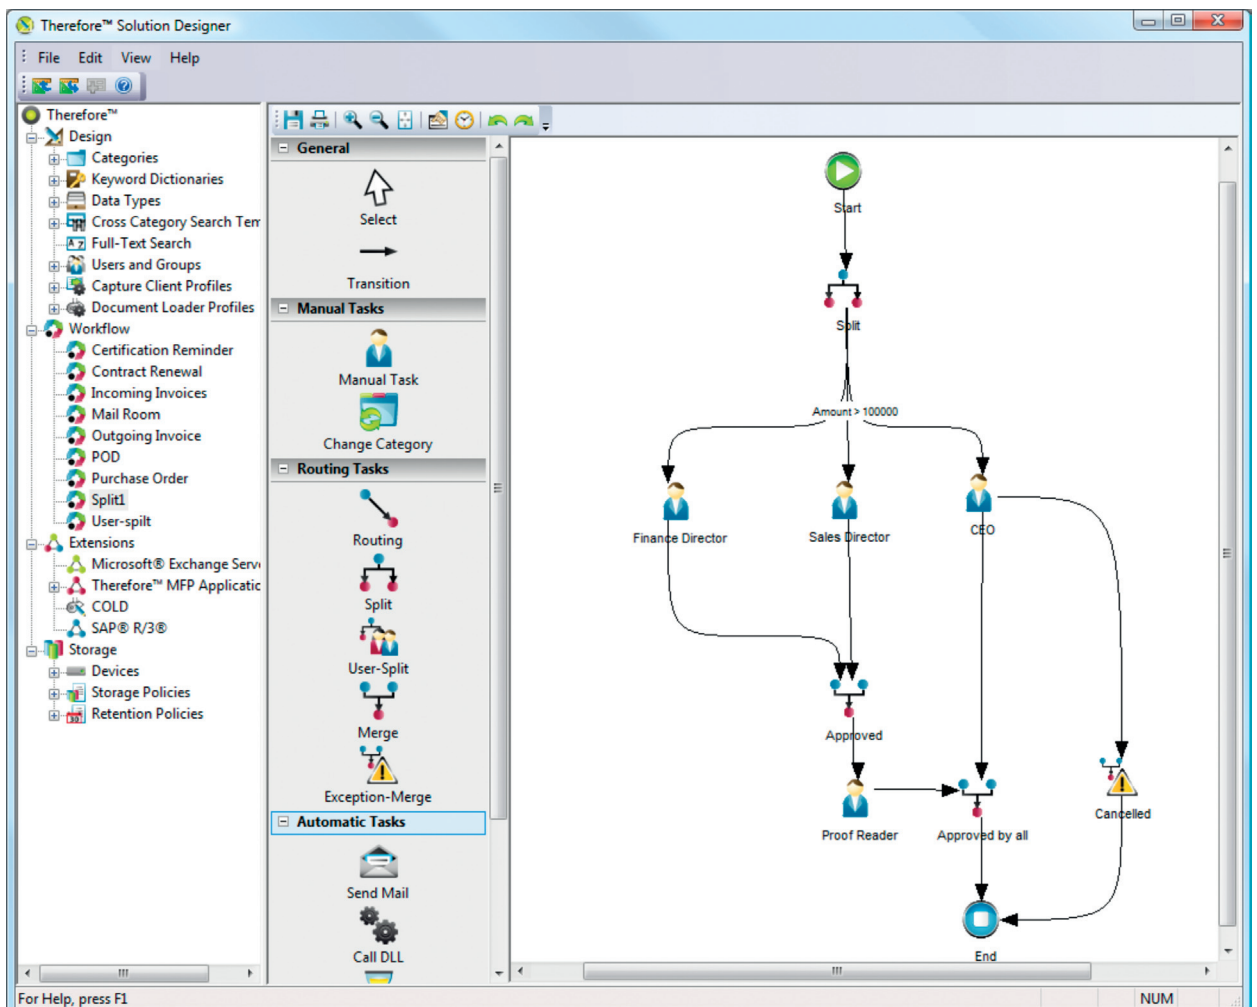 Therefore™ Solution Designer
File Edit View Help
Therefore™
Design
Categories
Keyword Dictionaries
Data Types
Cross Category Search Tem
Full-Text Search
Users and Groups
Capture Client Profiles
Document Loader Profiles
Workflow
Certification Reminder
Contract Renewal
Incoming Invoices
Mail Room
Outgoing Invoice
POD
Purchase Order
Split1
User-spilt
Extensions
Microsoft® Exchange Serv
Therefore™ MFP Applicatic
COLD
SAP® R/3®
Storage
Devices
Storage Policies
Retention Policies
General
Select
Transition
Manual Tasks
Manual Task
Change Category
Routing Tasks
Routing
Split
User-Split
Merge
Exception-Merge
Automatic Tasks
Send Mail
Call DLL
Start
Split
Amount > 100000
Finance Director
Sales Director
CEO
Approved
Proof Reader
Approved by all
Cancelled
End
For Help, press F1
NUM